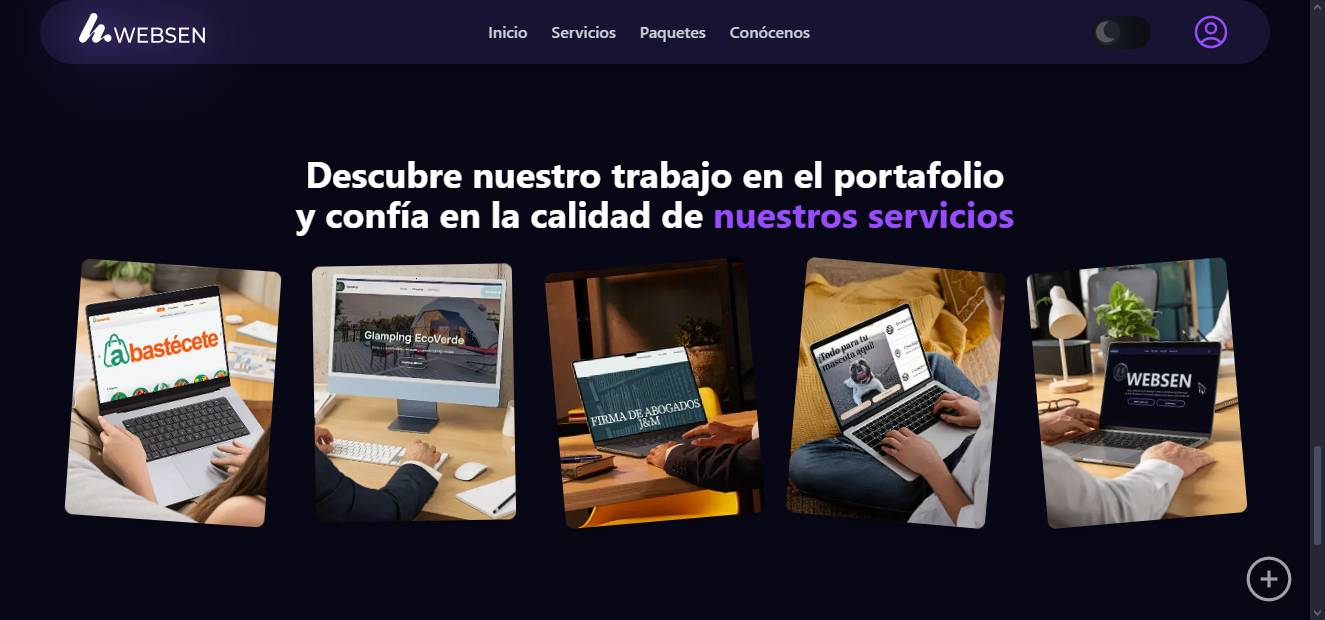 WEBSEN
Inicio Servicios Paquetes Conócenos
Descubre nuestro trabajo en el portafolio
y confía en la calidad de nuestros servicios
abastécete
Glamping EcoVerde
FIRMA DE ABOGADOS
J&M
¡Todo para tu
mascota aquí!
WEBSEN